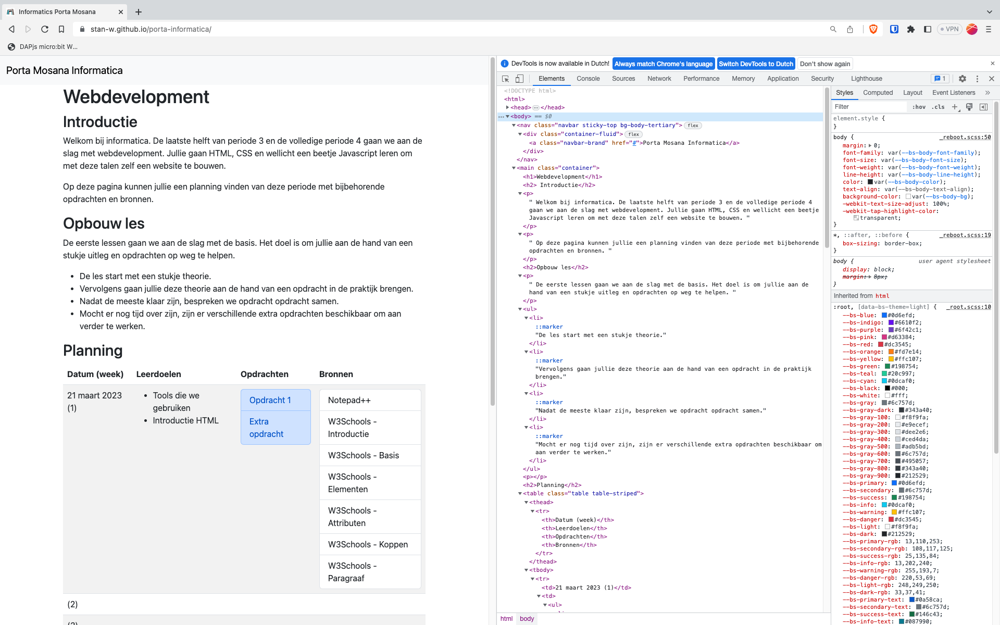 Informatics Porta Mosana
stan-w.github.io/porta-informatica/
VPN
DAPjs micro:bit W...
Porta Mosana Informatica
Webdevelopment
Introductie
Welkom bij informatica. De laatste helft van periode 3 en de volledige periode 4 gaan we aan de
slag met webdevelopment. Jullie gaan HTML, CSS en wellicht een beetje Javascript leren om
met deze talen zelf een website te bouwen.
Op deze pagina kunnen jullie een planning vinden van deze periode met bijbehorende
opdrachten en bronnen.
Opbouw les
De eerste lessen gaan we aan de slag met de basis. Het doel is om jullie aan de hand van een
stukje uitleg en opdrachten op weg te helpen.
• De les start met een stukje theorie.
• Vervolgens gaan jullie deze theorie aan de hand van een opdracht in de praktijk brengen.
• Nadat de meeste klaar zijn, bespreken we opdracht opdracht samen.
• Mocht er nog tijd over zijn, zijn er verschillende extra opdrachten beschikbaar om aan
verder te werken.
Planning
Datum (week) Leerdoelen Opdrachten Bronnen
21 maart 2023
(1)
• Tools die we
gebruiken
• Introductie HTML
Opdracht 1
Extra
opdracht
Notepad++
W3Schools -
Introductie
W3Schools - Basis
W3Schools -
Elementen
W3Schools -
Attributen
W3Schools - Koppen
W3Schools -
Paragraaf
(2)
DevTools is now available in Dutch! Always match Chrome's language Switch DevTools to Dutch Don't show again
Elements Console Sources Network Performance Memory Application Security Lighthouse 1
<!DOCTYPE html>
<html>
<head> ... </head>
<body> == $0
<nav class="navbar sticky-top bg-body-tertiary"> flex
<div class="container-fluid"> flex
<a class="navbar-brand" href="#">Porta Mosana Informatica</a>
</div>
</nav>
<main class="container">
<h1>Webdevelopment</h1>
<h2> Introductie</h2>
<p>
" Welkom bij informatica. De laatste helft van periode 3 en de volledige periode 4
gaan we aan de slag met webdevelopment. Jullie gaan HTML, CSS en wellicht een beetje
Javascript leren om met deze talen zelf een website te bouwen. "
</p>
<p>
" Op deze pagina kunnen jullie een planning vinden van deze periode met bijbehorende
opdrachten en bronnen. "
</p>
<h2>Opbouw les</h2>
<p>
" De eerste lessen gaan we aan de slag met de basis. Het doel is om jullie aan de
hand van een stukje uitleg en opdrachten op weg te helpen. "
</p>
<ul>
<li>
::marker
"De les start met een stukje theorie."
</li>
<li>
::marker
"Vervolgens gaan jullie deze theorie aan de hand van een opdracht in de praktijk
brengen."
</li>
<li>
::marker
"Nadat de meeste klaar zijn, bespreken we opdracht opdracht samen."
</li>
<li>
::marker
"Mocht er nog tijd over zijn, zijn er verschillende extra opdrachten beschikbaar om
aan verder te werken."
</li>
</ul>
<p></p>
<h2>Planning</h2>
<table class="table table-striped">
<thead>
<tr>
<th>Datum (week)</th>
<th>Leerdoelen</th>
<th>Opdrachten</th>
<th>Bronnen</th>
</tr>
</thead>
<tbody>
<tr>
<td>21 maart 2023 (1)</td>
<td>
<ul>
html body
Styles Computed Layout Event Listeners »
Filter :hov .cls +
element.style {
}
body { _reboot.scss:50
margin: 0;
font-family: var(--bs-body-font-family);
font-size: var(--bs-body-font-size);
font-weight: var(--bs-body-font-weight);
line-height: var(--bs-body-line-height);
color: var(--bs-body-color);
text-align: var(--bs-body-text-align);
background-color: var(--bs-body-bg);
-webkit-text-size-adjust: 100%;
-webkit-tap-highlight-color:
transparent;
}
*, ::after, ::before { _reboot.scss:19
box-sizing: border-box;
}
body { user agent stylesheet
display: block;
margin: 8px;
}
Inherited from html
:root, [data-bs-theme=light] { _root.scss:10
--bs-blue: #0d6efd;
--bs-indigo: #6610f2;
--bs-purple: #6f42c1;
--bs-pink: #d63384;
--bs-red: #dc3545;
--bs-orange: #fd7e14;
--bs-yellow: #ffc107;
--bs-green: #198754;
--bs-teal: #20c997;
--bs-cyan: #0dcaf0;
--bs-black: #000;
--bs-white: #fff;
--bs-gray: #6c757d;
--bs-gray-dark: #343a40;
--bs-gray-100: #f8f9fa;
--bs-gray-200: #e9ecef;
--bs-gray-300: #dee2e6;
--bs-gray-400: #ced4da;
--bs-gray-500: #adb5bd;
--bs-gray-600: #6c757d;
--bs-gray-700: #495057;
--bs-gray-800: #343a40;
--bs-gray-900: #212529;
--bs-primary: #0d6efd;
--bs-secondary: #6c757d;
--bs-success: #198754;
--bs-info: #0dcaf0;
--bs-warning: #ffc107;
--bs-danger: #dc3545;
--bs-light: #f8f9fa;
--bs-dark: #212529;
--bs-primary-rgb: 13,110,253;
--bs-secondary-rgb: 108,117,125;
--bs-success-rgb: 25,135,84;
--bs-info-rgb: 13,202,240;
--bs-warning-rgb: 255,193,7;
--bs-danger-rgb: 220,53,69;
--bs-light-rgb: 248,249,250;
--bs-dark-rgb: 33,37,41;
--bs-primary-text: #0a58ca;
--bs-secondary-text: #6c757d;
--bs-success-text: #146c43;
--bs-info-text: #087990;